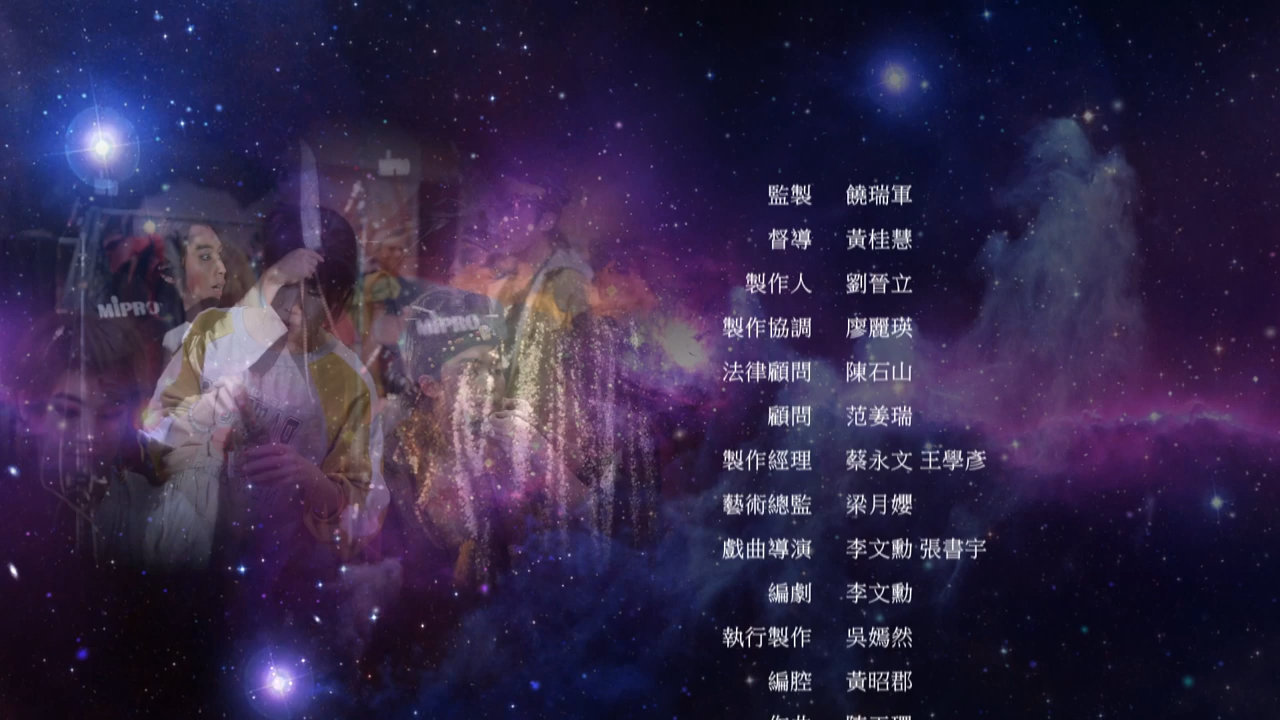 MIPRO
MIPRO
監製 饒瑞軍
督導 黃桂慧
製作人 劉晉立
製作協調 廖麗瑛
法律顧問 陳石山
顧問 范姜瑞
製作經理 蔡永文 王學彥
藝術總監 梁月孆
戲曲導演 李文勳 張書宇
編劇 李文勳
執行製作 吳嫣然
編腔 黃昭郡